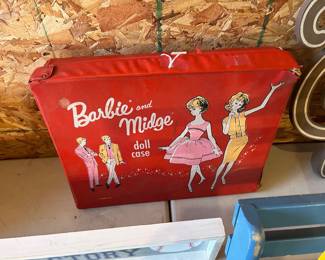 Barbie and
Midge
doll
case